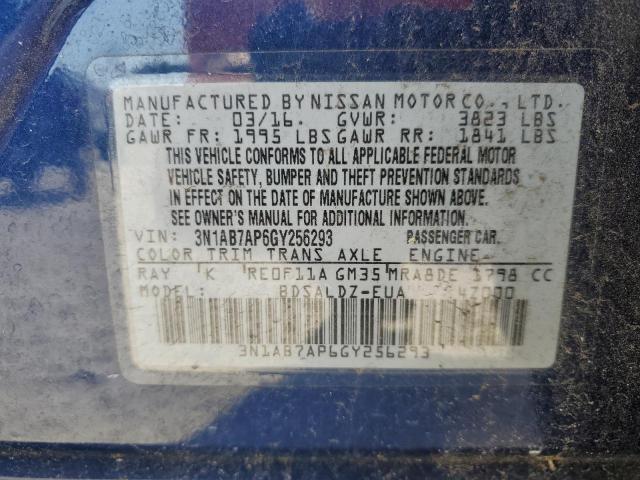 MANUFACTURED BY NISSAN MOTOR CO., LTD.
DATE: 03/16. GVWR: 3823 LBS
GAWR FR: 1995 LBS GAWR RR: 1841 LBS
THIS VEHICLE CONFORMS TO ALL APPLICABLE FEDERAL MOTOR
VEHICLE SAFETY, BUMPER AND THEFT PREVENTION STANDARDS
IN EFFECT ON THE DATE OF MANUFACTURE SHOWN ABOVE.
SEE OWNER'S MANUAL FOR ADDITIONAL INFORMATION.
VIN: 3N1AB7AP6GY256293 PASSENGER CAR.
COLOR TRIM TRANS AXLE ENGINE
RAY K RE0F11A GM35 MRA8DE 1798 CC
MODEL: BDSALDZ-EUA
3N1AB7AP6GY256293